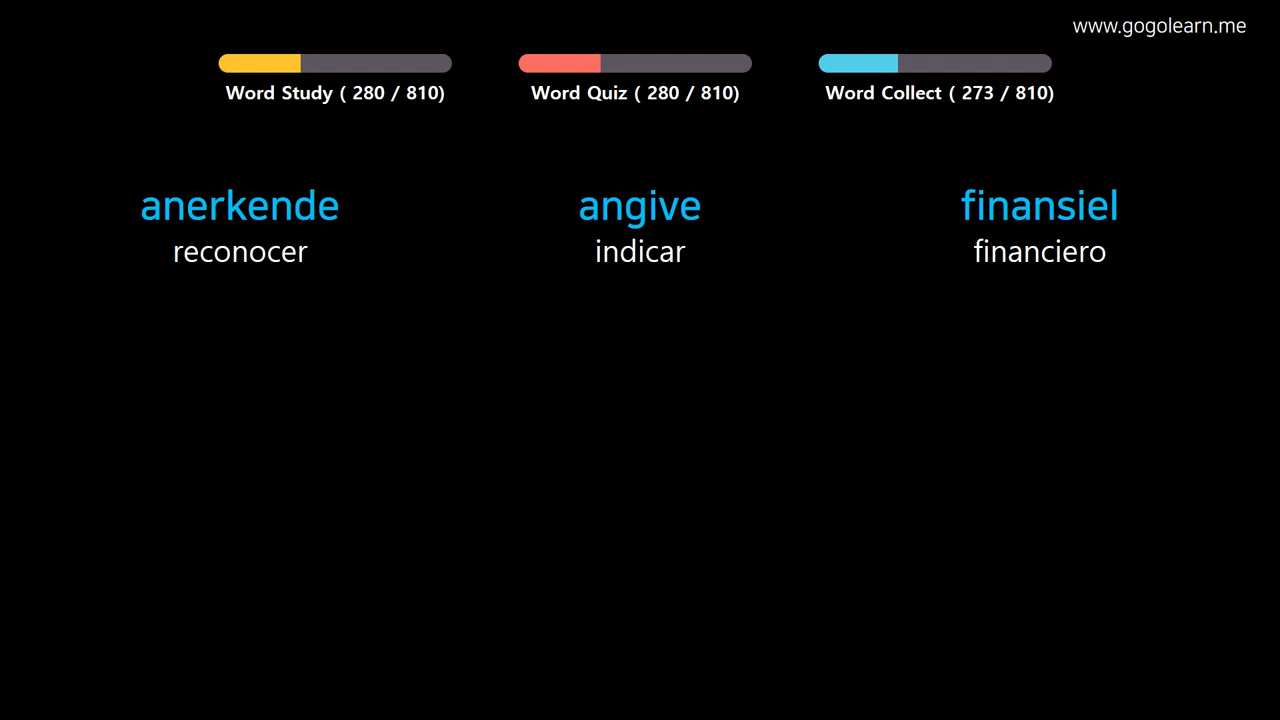 www.gogolearn.me
Word Study ( 280 / 810)
Word Quiz ( 280 / 810)
Word Collect ( 273 / 810)
anerkende
reconocer
angive
indicar
finansiel
financiero